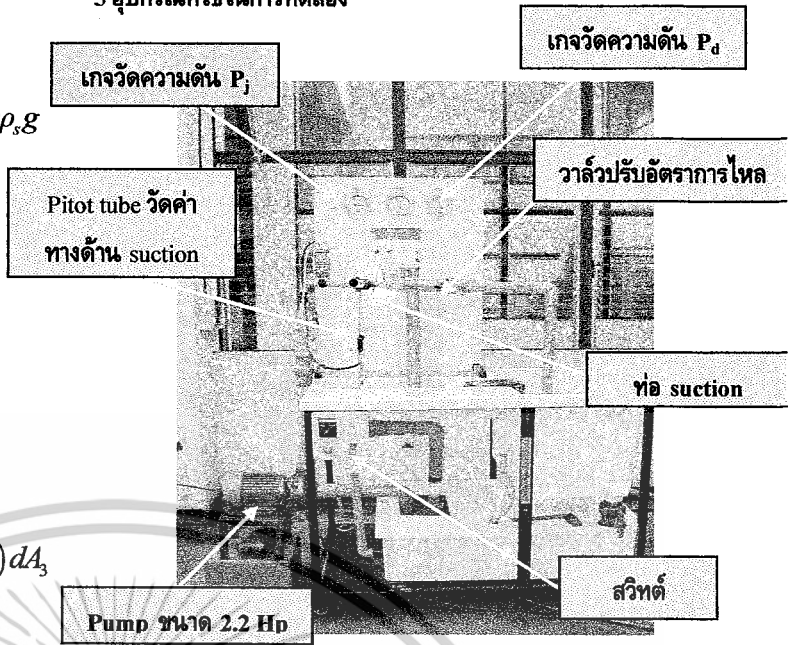 3 อุปกรณ์ที่ใช้ในการทดลอง
เกจวัดความดัน P_d
เกจวัดความดัน P_j
ρ_s g
วาล์วปรับอัตราการไหล
Pitot tube วัดค่า
ทางด้าน suction
ท่อ suction
) dA_3
สวิทต์
Pump ขนาด 2.2 Hp